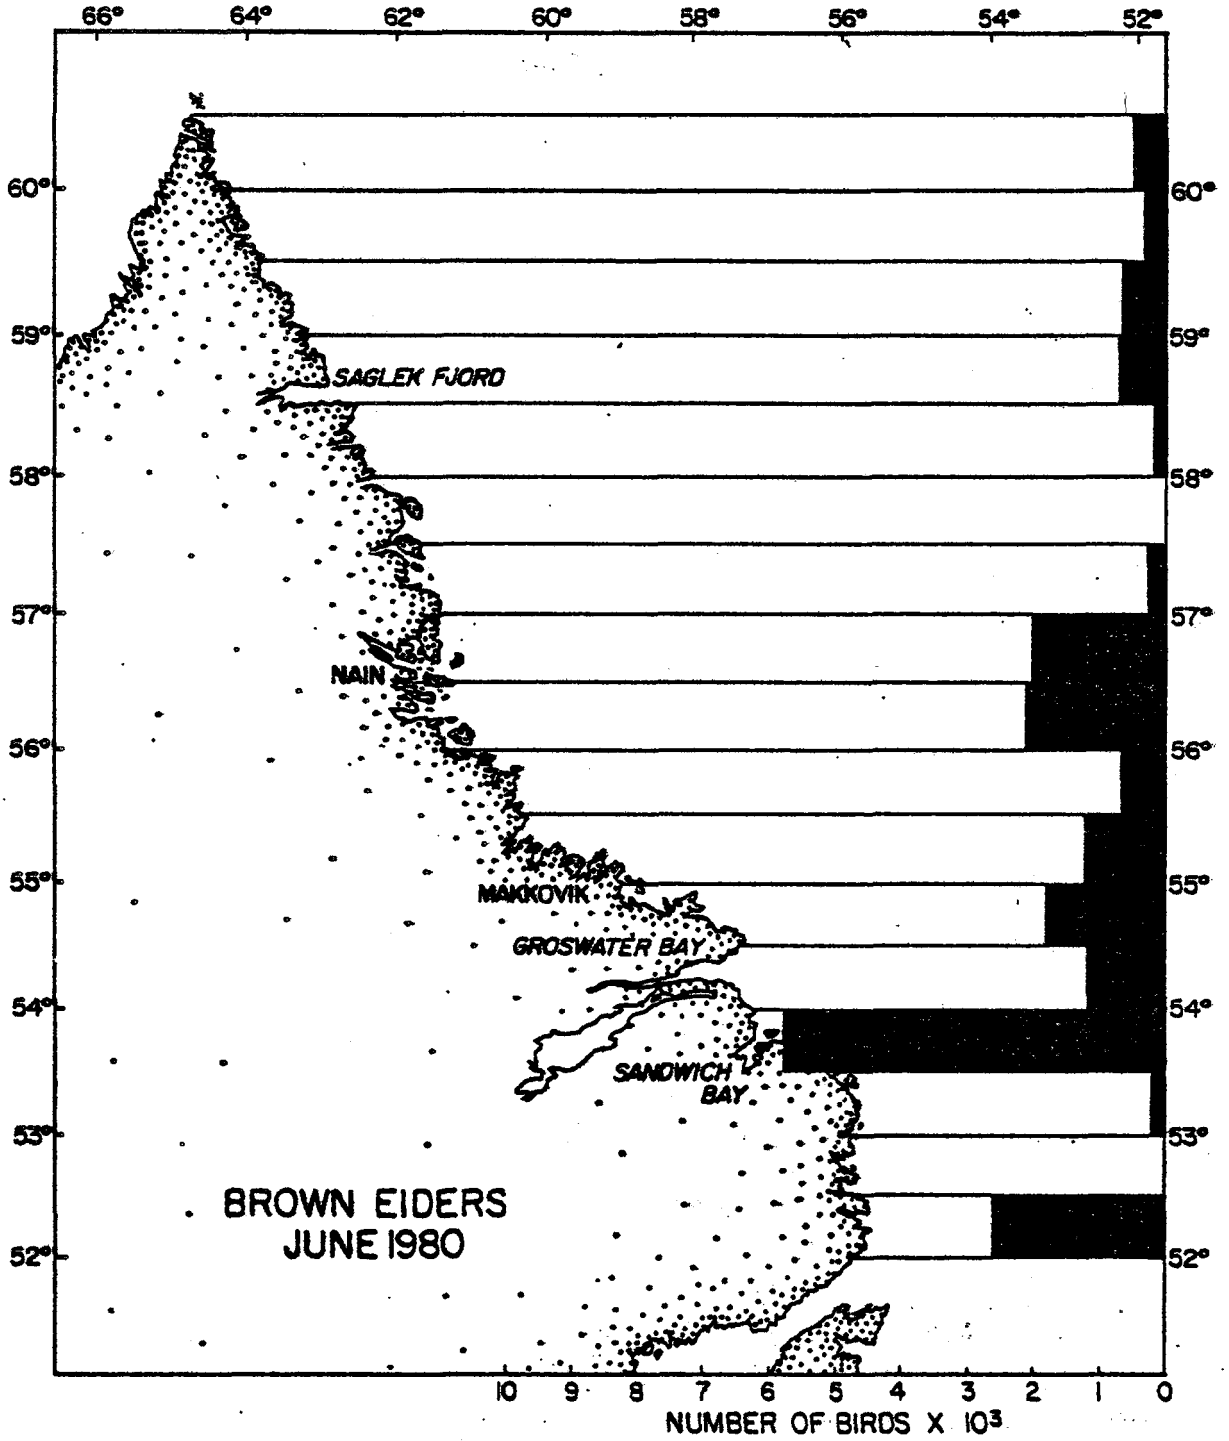 66° 64° 62° 60° 58° 56° 54° 52°
60° 60°
59° 59°
SAGLEK FJORD
58° 58°
57° 57°
NAIN
56° 56°
55° 55°
MAKKOVIK
GROSWATER BAY
54° 54°
SANDWICH
BAY
53° 53°
BROWN EIDERS
JUNE 1980
52° 52°
10 9 8 7 6 5 4 3 2 1 0
NUMBER OF BIRDS X 10³